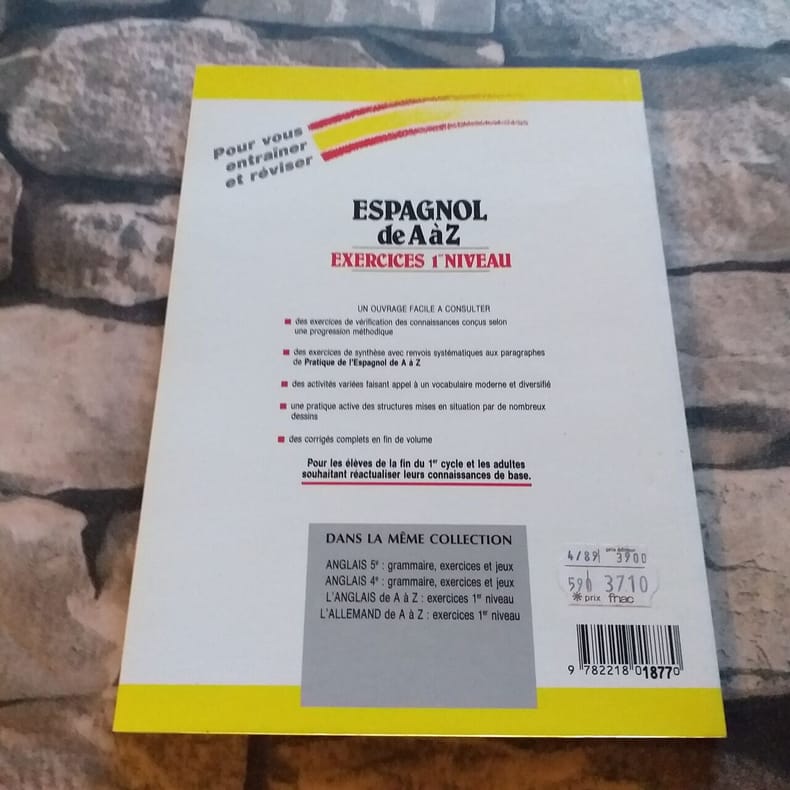 Pour vous
entraîner
et réviser
ESPAGNOL
de A à Z
EXERCICES 1er NIVEAU
UN OUVRAGE FACILE A CONSULTER
des exercices de vérification des connaissances conçus selon
une progression méthodique
des exercices de synthèse avec renvois systématiques aux paragraphes
de Pratique de l'Espagnol de A à Z
des activités variées faisant appel à un vocabulaire moderne et diversifié
une pratique active des structures mises en situation par de nombreux
dessins
des corrigés complets en fin de volume
Pour les élèves de la fin du 1er cycle et les adultes
souhaitant réactualiser leurs connaissances de base.
DANS LA MÊME COLLECTION
ANGLAIS 5e : grammaire, exercices et jeux
ANGLAIS 4e : grammaire, exercices et jeux
L'ANGLAIS de A à Z : exercices 1er niveau
L'ALLEMAND de A à Z : exercices 1er niveau
prix éditeur
4/89 3900
590 3710
* prix fnac
9 782218 018770